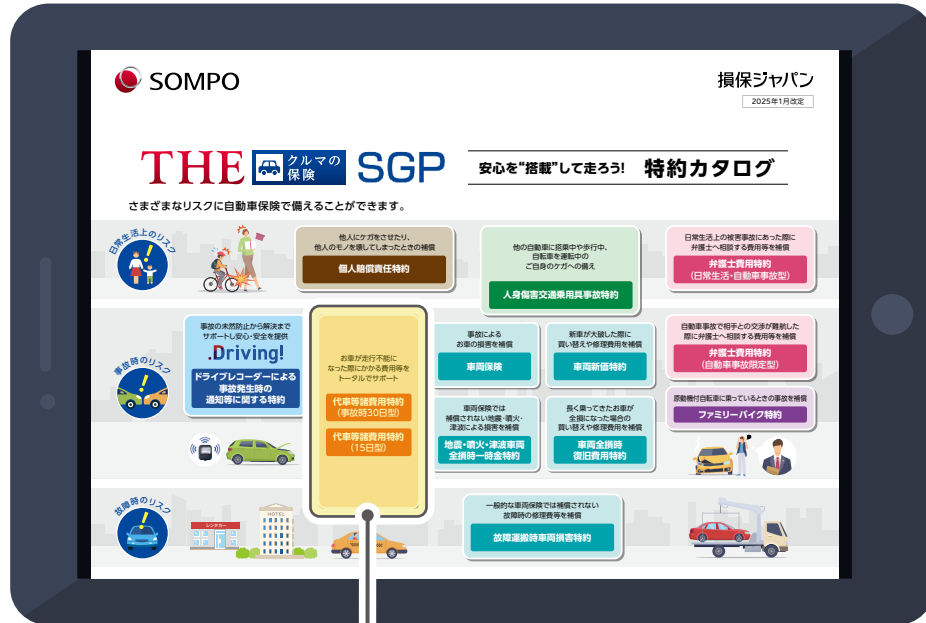 SOMPO
損保ジャパン
2025年1月改定
THE クルマの保険 SGP
安心を“搭載”して走ろう! 特約カタログ
さまざまなリスクに自動車保険で備えることができます。
日常生活上のリスク
他人にケガをさせたり、
他人のモノを壊してしまったときの補償
個人賠償責任特約
他の自動車に搭乗中や歩行中、
自転車を運転中の
ご自身のケガへの備え
人身傷害交通乗用具事故特約
日常生活上の被害事故にあった際に
弁護士へ相談する費用等を補償
弁護士費用特約
(日常生活・自動車事故型)
事故時のリスク
事故の未然防止から解決まで
サポートし安心・安全を提供
.Driving!
ドライブレコーダーによる
事故発生時の
通知等に関する特約
お車が走行不能に
なった際にかかる費用等を
トータルでサポート
代車等諸費用特約
(事故時30日型)
代車等諸費用特約
(15日型)
事故による
お車の損害を補償
車両保険
新車が大破した際に
買い替えや修理費用を補償
車両新価特約
車両保険では
補償されない地震・噴火・
津波による損害を補償
地震・噴火・津波車両
全損時一時金特約
長く乗ってきたお車が
全損になった場合の
買い替えや修理費用を補償
車両全損時
復旧費用特約
自動車事故で相手との交渉が難航した
際に弁護士へ相談する費用等を補償
弁護士費用特約
(自動車事故限定型)
原動機付自転車に乗っているときの事故を補償
ファミリーバイク特約
故障時のリスク
レンタカー
HOTEL
一般的な車両保険では補償されない
故障時の修理費等を補償
故障運搬時車両損害特約